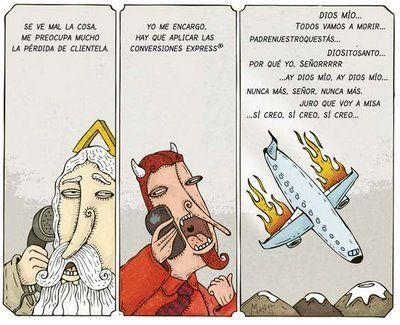 SE VE MAL LA COSA,
ME PREOCUPA MUCHO
LA PÉRDIDA DE CLIENTELA.
YO ME ENCARGO,
HAY QUE APLICAR LAS
CONVERSIONES EXPRESS®
DIOS MÍO...
TODOS VAMOS A MORIR...
PADRENUESTROQUESTÁS...
DIOSITOSANTO...
POR QUÉ YO, SEÑORRRRR
...AY DIOS MÍO, AY DIOS MÍO...
NUNCA MÁS, SEÑOR, NUNCA MÁS.
JURO QUE VOY A MISA
...SÍ CREO, SÍ CREO, SÍ CREO...